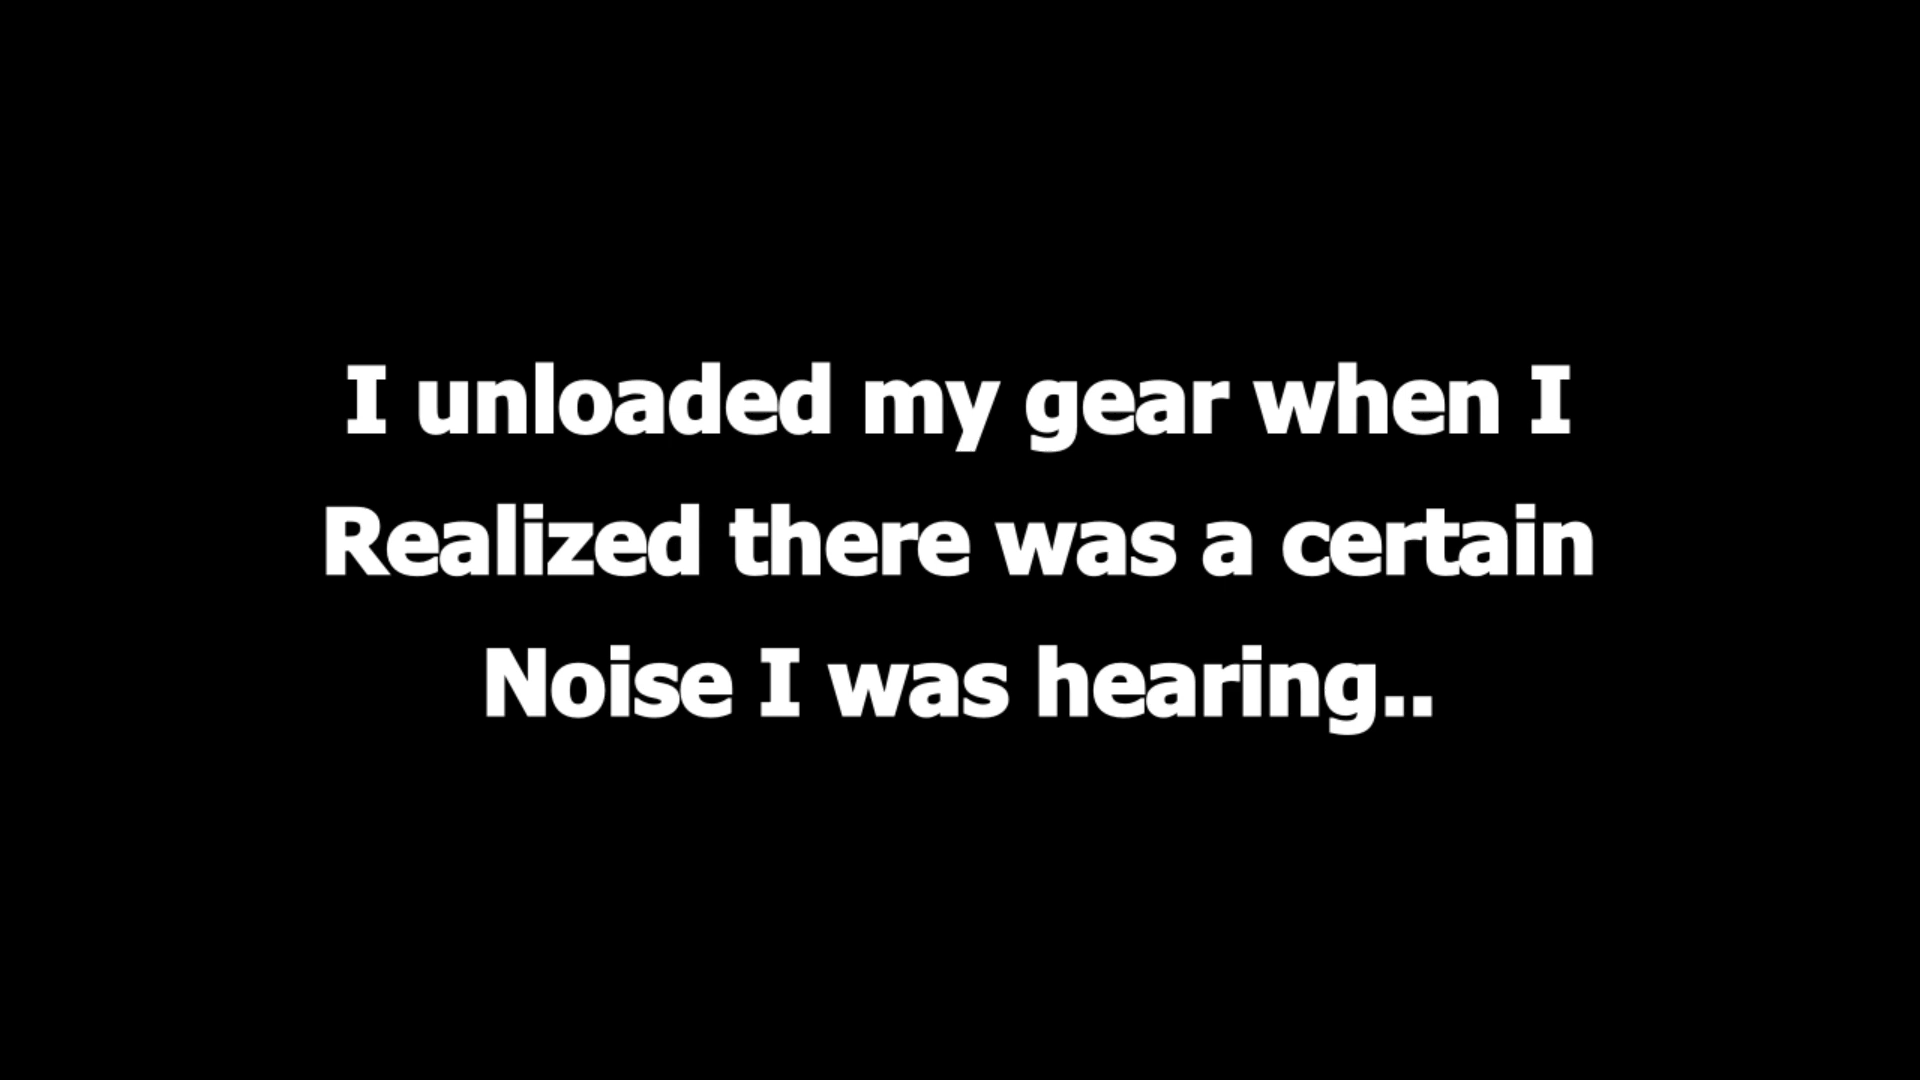 I unloaded my gear when I
Realized there was a certain
Noise I was hearing..